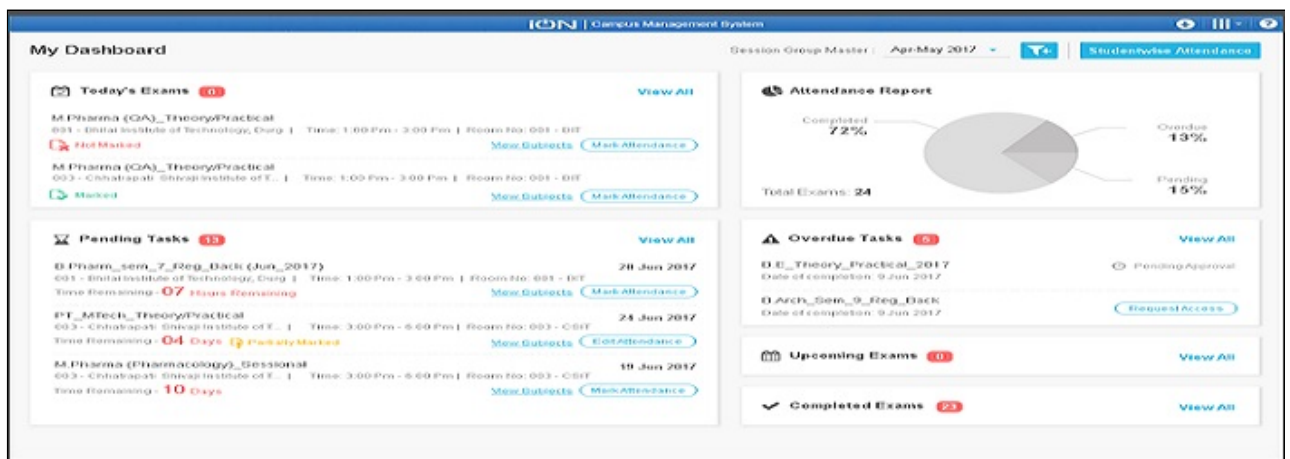 iON | Campus Management System
My Dashboard
Session Group Master : Apr-May 2017
Studentwise Attendance
Today's Exams 0
View All
M.Pharma (QA)_Theory/Practical
001 - Bhilai Institute of Technology, Durg | Time: 1:00 Pm - 3:00 Pm | Room No: 001 - BIT
Not Marked
View Subjects
Mark Attendance
M.Pharma (QA)_Theory/Practical
003 - Chhatrapati Shivaji Institute of T... | Time: 1:00 Pm - 3:00 Pm | Room No: 001 - BIT
Marked
View Subjects
Mark Attendance
Pending Tasks 13
View All
B.Pharm_sem_7_Reg_Back (Jun_2017)
20 Jun 2017
001 - Bhilai Institute of Technology, Durg | Time: 1:00 Pm - 3:00 Pm | Room No: 001 - BIT
Time Remaining - 07 Hours Remaining
View Subjects
Mark Attendance
PT_MTech_Theory/Practical
24 Jun 2017
003 - Chhatrapati Shivaji Institute of T... | Time: 3:00 Pm - 6:00 Pm | Room No: 003 - CSIT
Time Remaining - 04 Days Partially Marked
View Subjects
Edit Attendance
M.Pharma (Pharmacology)_Sessional
19 Jun 2017
003 - Chhatrapati Shivaji Institute of T... | Time: 3:00 Pm - 6:00 Pm | Room No: 003 - CSIT
Time Remaining - 10 Days
View Subjects
Mark Attendance
Attendance Report
Completed
72%
Overdue
13%
Pending
15%
Total Exams: 24
Overdue Tasks 5
View All
B.E_Theory_Practical_2017
Date of completion: 9 Jun 2017
Pending Approval
B.Arch_Sem_9_Reg_Back
Date of completion: 9 Jun 2017
Request Access
Upcoming Exams 0
View All
Completed Exams 23
View All